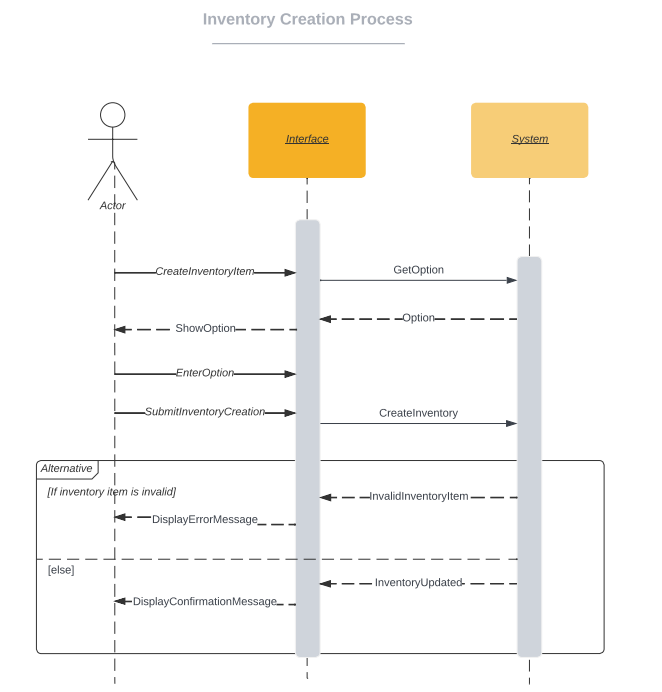 Inventory Creation Process
Interface
System
Actor
CreateInventoryItem
GetOption
Option
ShowOption
EnterOption
SubmitInventoryCreation
CreateInventory
Alternative
[If inventory item is invalid]
InvalidInventoryItem
DisplayErrorMessage
[else]
InventoryUpdated
DisplayConfirmationMessage